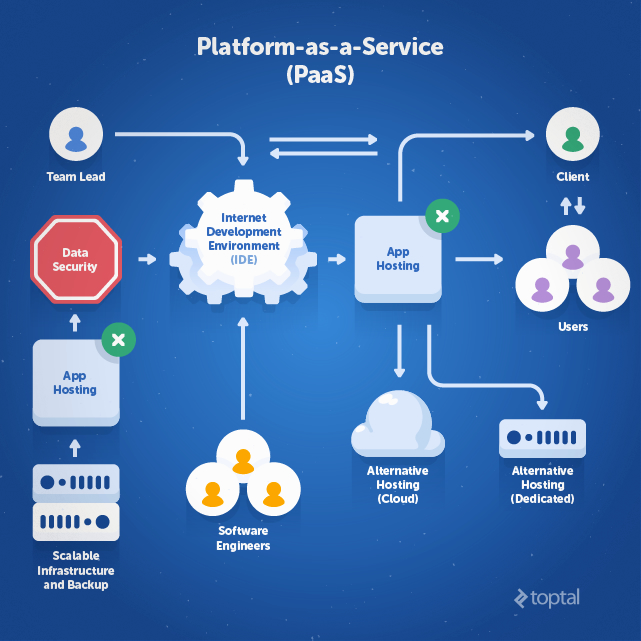 Platform-as-a-Service
(PaaS)
Team Lead
Client
Internet
Development
Environment
(IDE)
Data
Security
App
Hosting
Users
App
Hosting
Alternative
Hosting
(Cloud)
Alternative
Hosting
(Dedicated)
Software
Engineers
Scalable
Infrastructure
and Backup
toptal